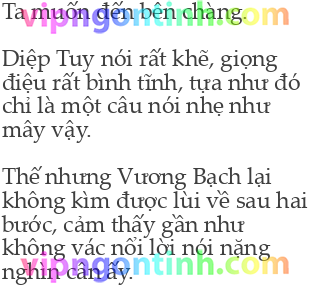 Ta muốn đến bên chàng.
vipngontinh.com
Diệp Tuy nói rất khẽ, giọng
điệu rất bình tĩnh, tựa như đó
chỉ là một câu nói nhẹ như
mây vậy.
Thế nhưng Vương Bạch lại
không kìm được lùi về sau hai
bước, cảm thấy gần như
không vác nổi lời nói nặng
nghìn cân ấy.
vipngontinh.com